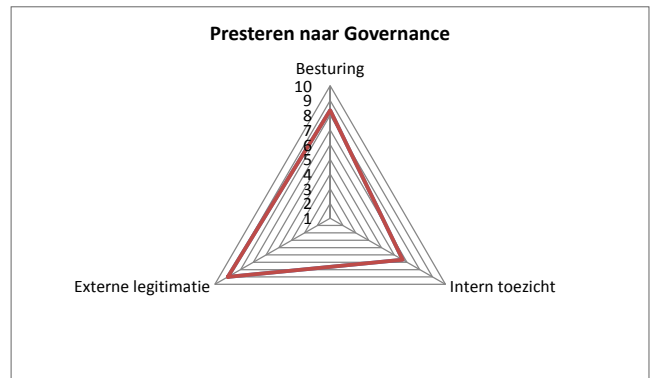 Presteren naar Governance
Besturing
10
9
8
7
6
5
4
3
2
1
Externe legitimatie
Intern toezicht